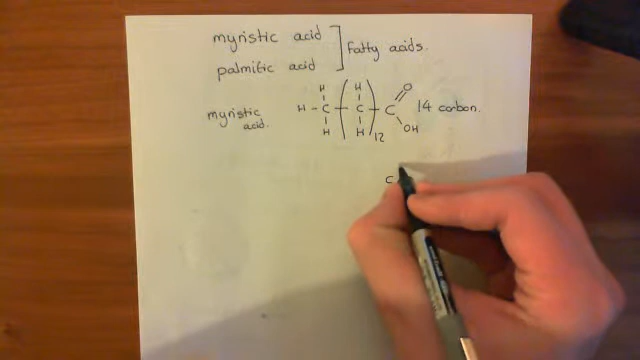 myristic acid
palmitic acid
fatty acids.
myristic
acid.
H H O
H - C - C - C 14 carbon.
H H 12 OH
C